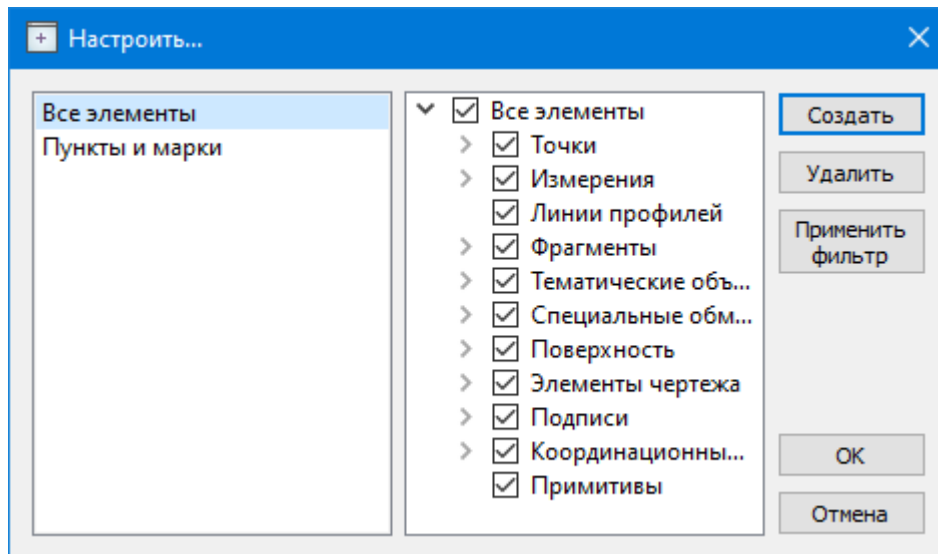 Настроить...
Все элементы
Пункты и марки
Все элементы
Точки
Измерения
Линии профилей
Фрагменты
Тематические объ...
Специальные обм...
Поверхность
Элементы чертежа
Подписи
Координационны...
Примитивы
Создать
Удалить
Применить
фильтр
ОК
Отмена